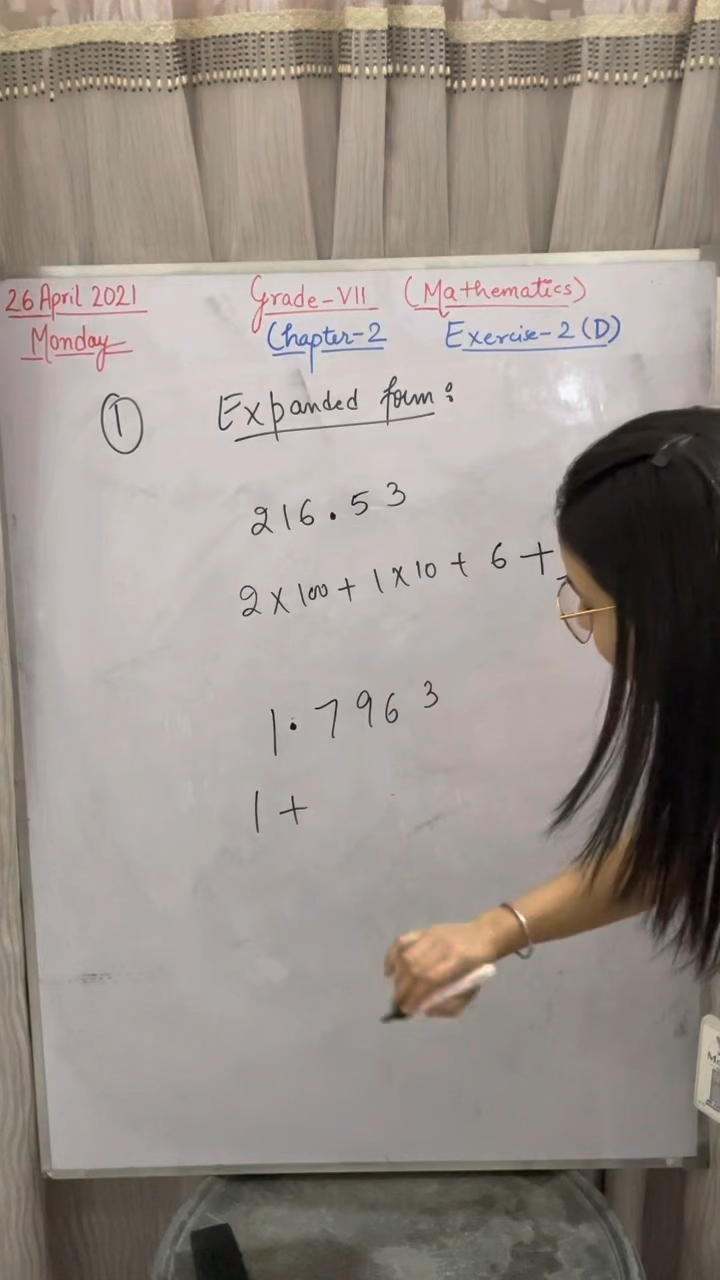 26 April 2021 Grade-VII (Mathematics)
Monday Chapter-2 Exercise-2(D)
① Expanded form:
216.53
2×100 + 1×10 + 6 +
1.7963
1 +